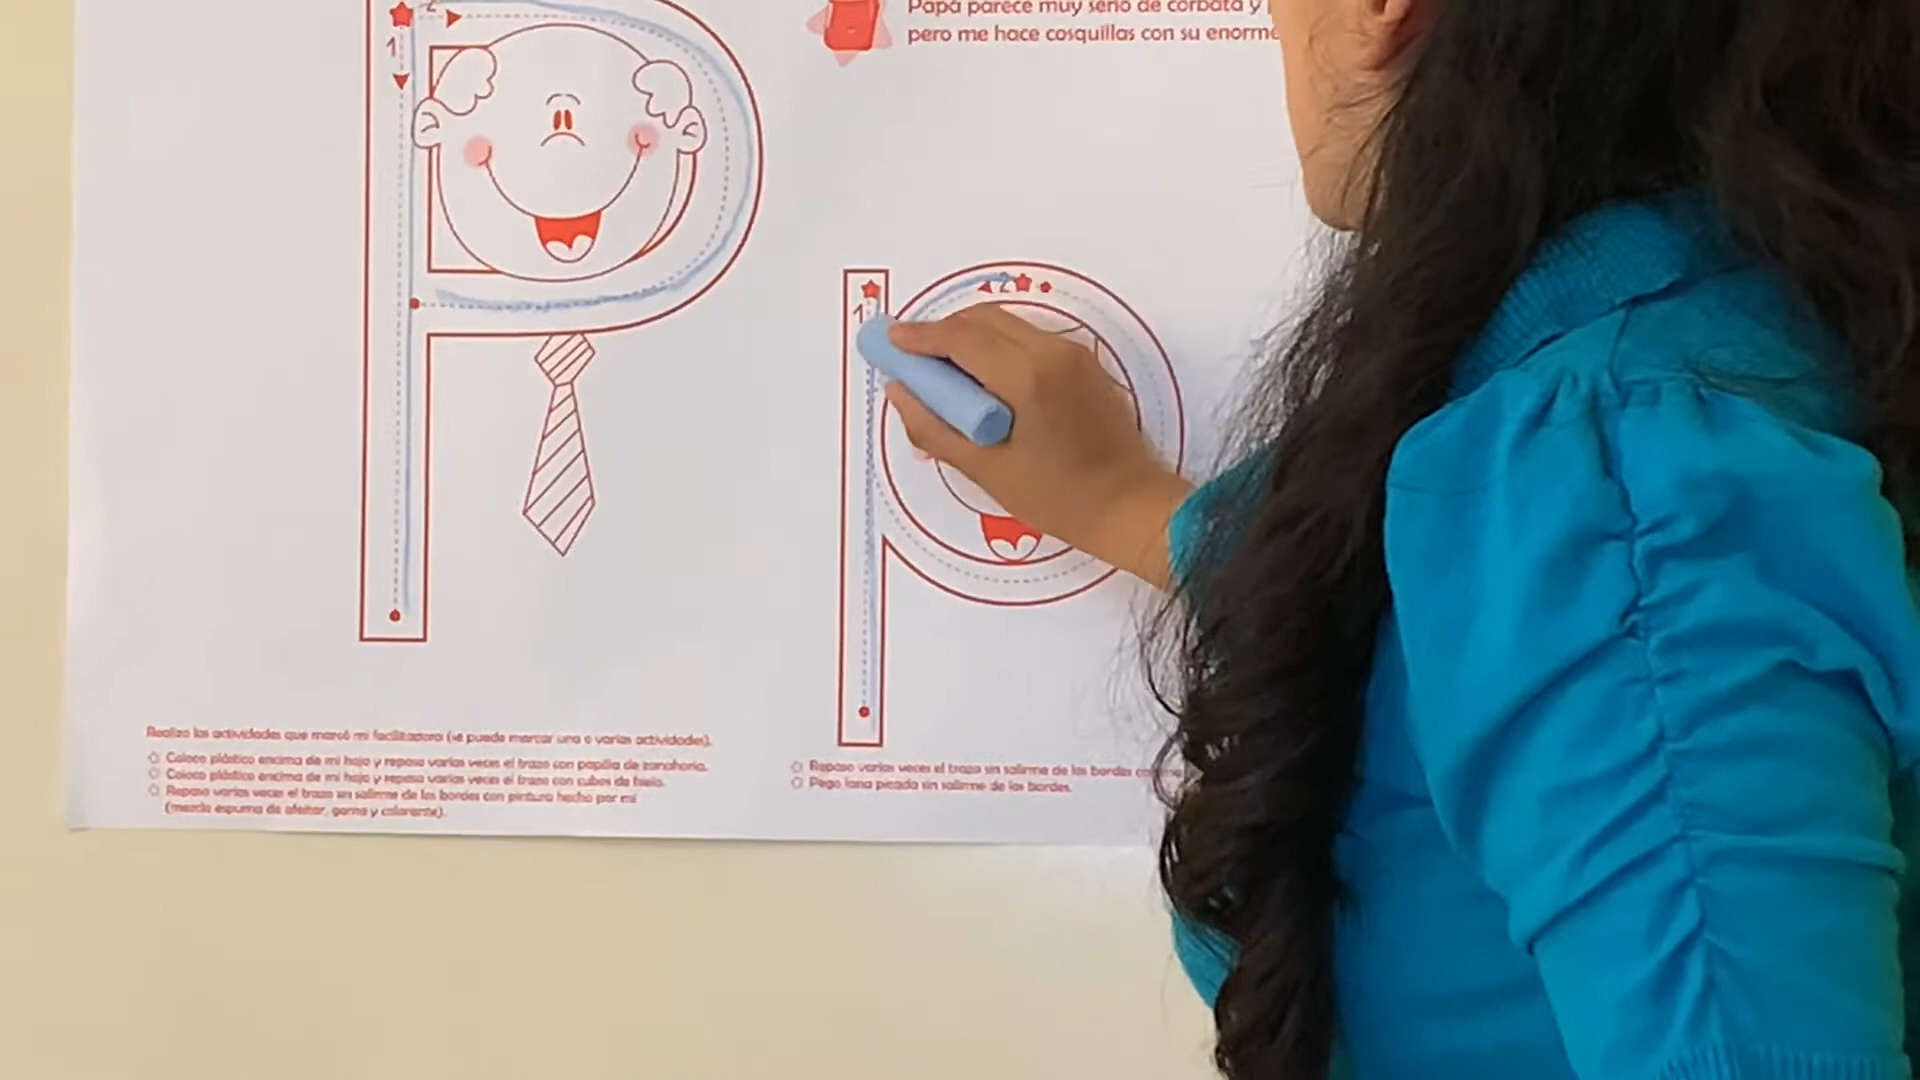 Papá parece muy serio de corbata y
pero me hace cosquillas con su enorme
2
1
2
1
Realizo las actividades que marcó mi facilitadora (se puede marcar una o varias actividades).
Coloco plástico encima de mi hoja y repaso varias veces el trazo con papilla de zanahoria.
Coloco plástico encima de mi hoja y repaso varias veces el trazo con cubos de hielo.
Repaso varias veces el trazo sin salirme de los bordes con pintura hecha por mí
(mezcla espuma de afeitar, goma y colorante).
Repaso varias veces el trazo sin salirme de los bordes
Pego lana picada sin salirme de los bordes.